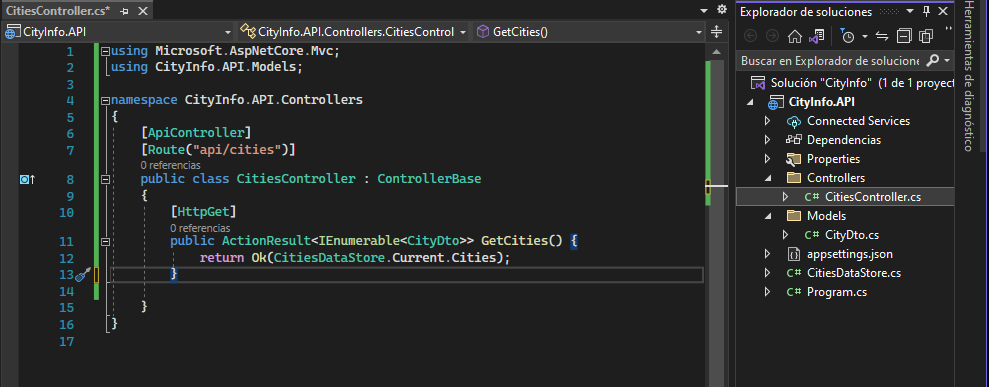 CitiesController.cs*
CityInfo.API
CityInfo.API.Controllers.CitiesControl
GetCities()
1 using Microsoft.AspNetCore.Mvc;
2 using CityInfo.API.Models;
3
4 namespace CityInfo.API.Controllers
5 {
6 [ApiController]
7 [Route("api/cities")]
0 referencias
8 public class CitiesController : ControllerBase
9 {
10 [HttpGet]
0 referencias
11 public ActionResult<IEnumerable<CityDto>> GetCities() {
12 return Ok(CitiesDataStore.Current.Cities);
13 }
14
15 }
16 }
17
Explorador de soluciones
Buscar en Explorador de solucione
Solución "CityInfo" (1 de 1 proyect
CityInfo.API
Connected Services
Dependencias
Properties
Controllers
C# CitiesController.cs
Models
C# CityDto.cs
appsettings.json
C# CitiesDataStore.cs
C# Program.cs
Herramientas de diagnóstico